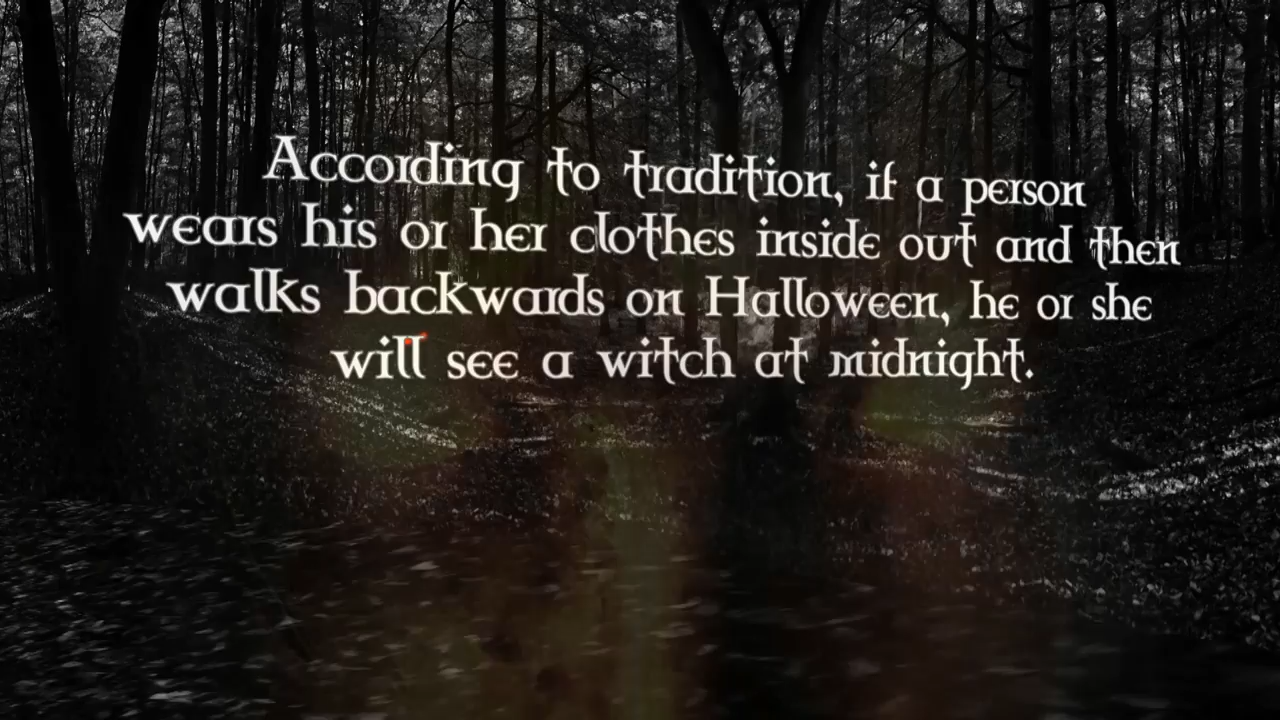 According to tradition, if a person
wears his or her clothes inside out and then
walks backwards on Halloween, he or she
will see a witch at midnight.